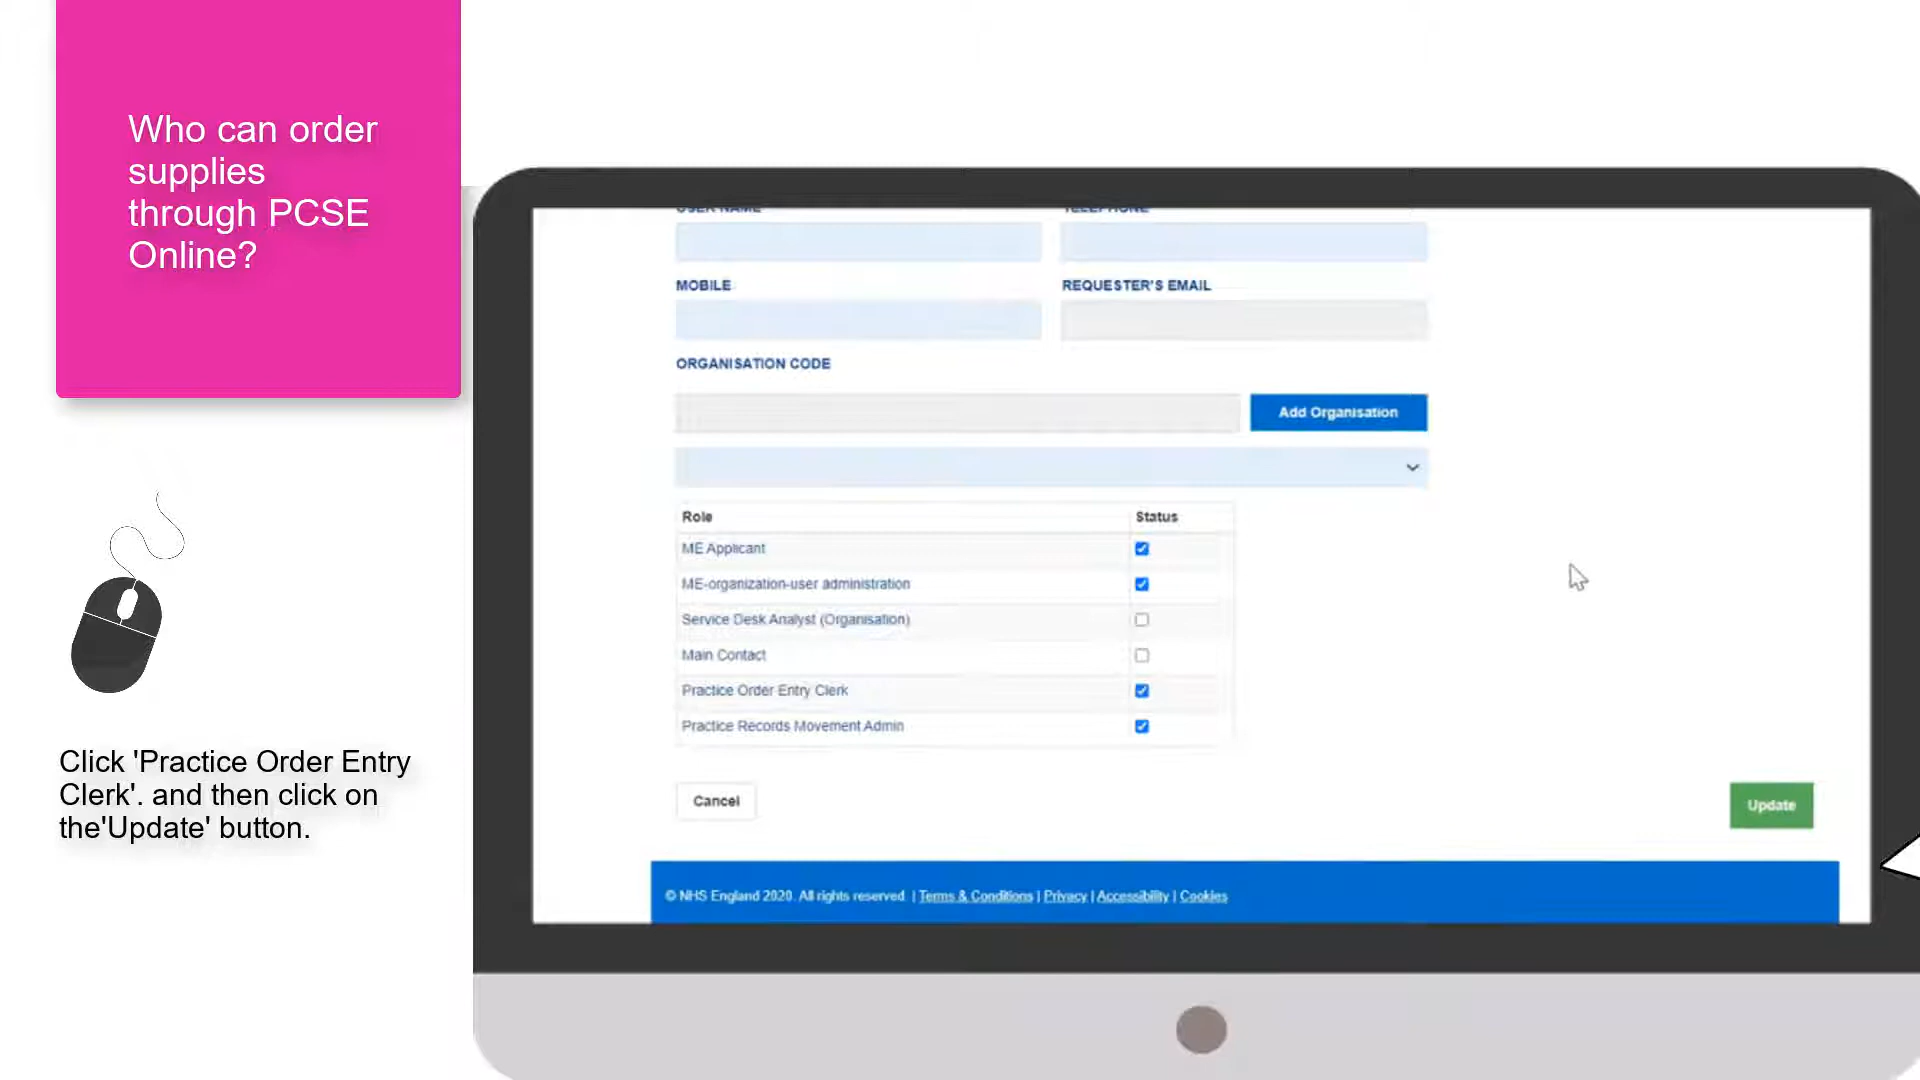 Who can order
supplies
through PCSE
Online?
Click 'Practice Order Entry
Clerk'. and then click on
the'Update' button.
USER NAME
TELEPHONE
MOBILE
REQUESTER'S EMAIL
ORGANISATION CODE
Add Organisation
Role Status
ME Applicant
ME-organization-user administration
Service Desk Analyst (Organisation)
Main Contact
Practice Order Entry Clerk
Practice Records Movement Admin
Cancel
Update
© NHS England 2020. All rights reserved. | Terms & Conditions | Privacy | Accessibility | Cookies